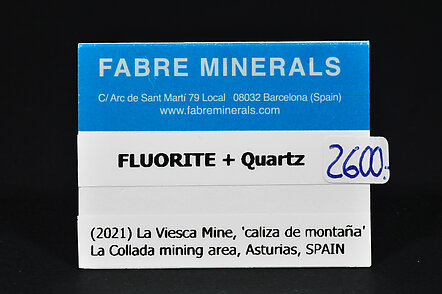 FABRE MINERALS
C/ Arc de Sant Martí 79 Local 08032 Barcelona (Spain)
www.fabreminerals.com
FLUORITE + Quartz 2600.-
(2021) La Viesca Mine, 'caliza de montaña'
La Collada mining area, Asturias, SPAIN